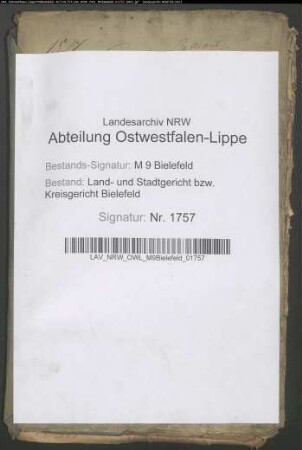 Landesarchiv NRW
Abteilung Ostwestfalen-Lippe
Bestands-Signatur: M 9 Bielefeld
Bestand: Land- und Stadtgericht bzw.
Kreisgericht Bielefeld
Signatur: Nr. 1757
LAV_NRW_OWL_M9Bielefeld_01757